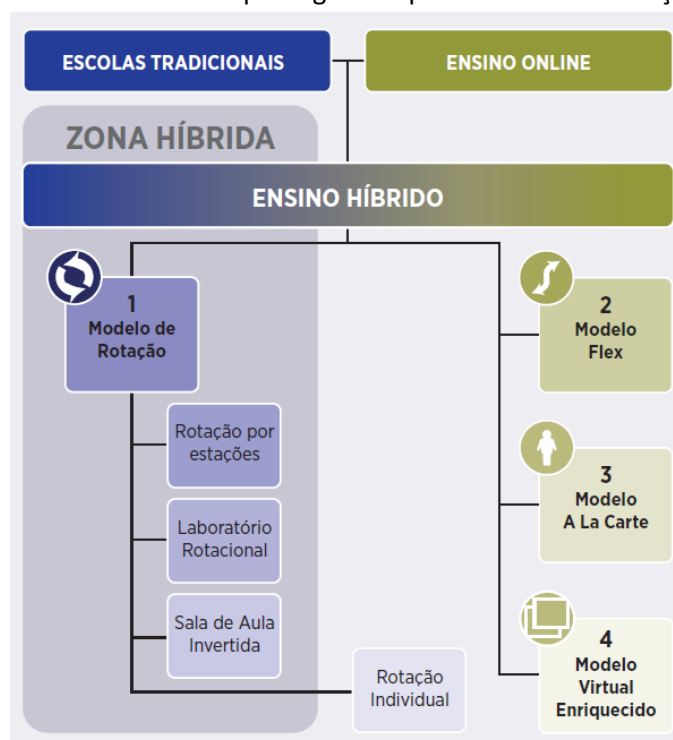 ESCOLAS TRADICIONAIS
ENSINO ONLINE
ZONA HÍBRIDA
ENSINO HÍBRIDO
1
Modelo de
Rotação
Rotação por
estações
Laboratório
Rotacional
Sala de Aula
Invertida
Rotação
Individual
2
Modelo
Flex
3
Modelo
A La Carte
4
Modelo
Virtual
Enriquecido